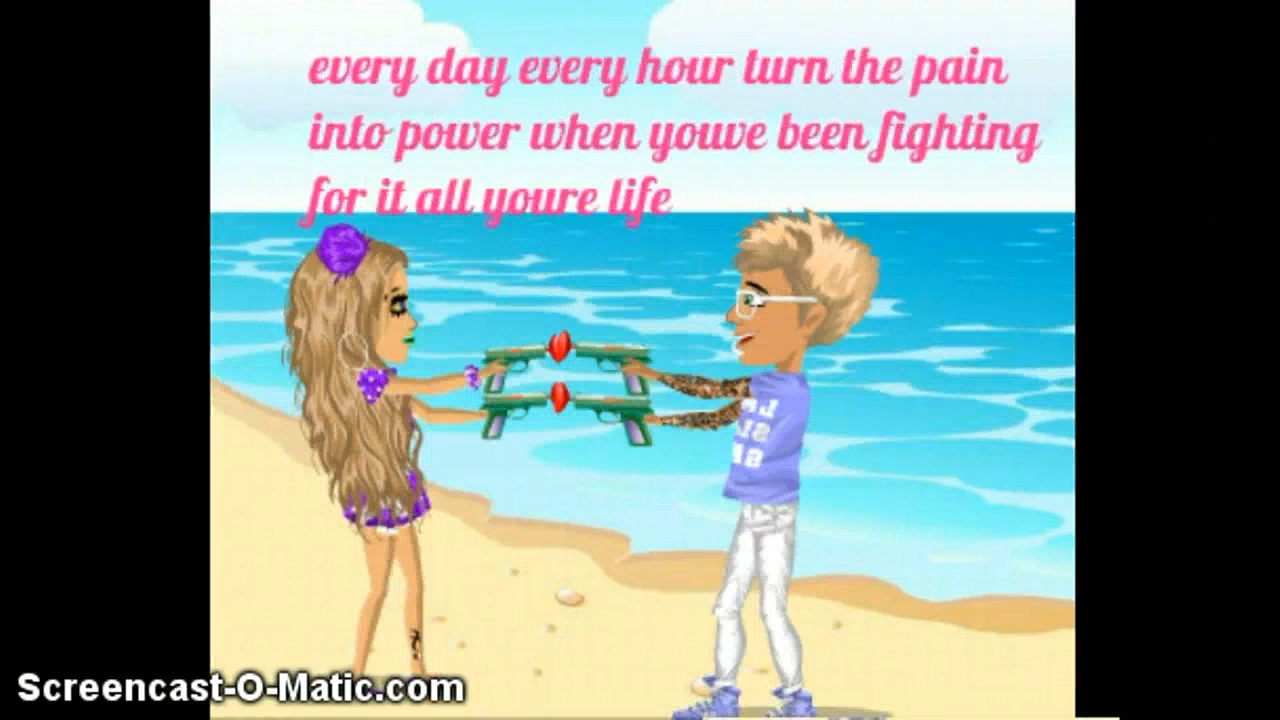 every day every hour turn the pain
into power when youve been fighting
for it all youre life
Screencast-O-Matic.com